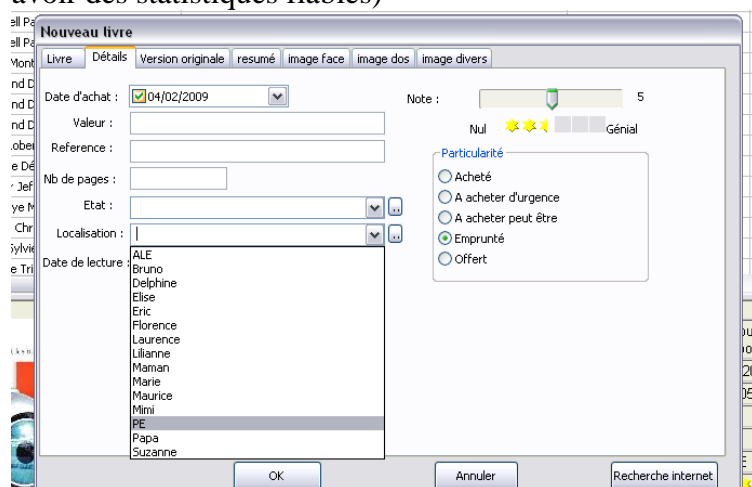 avoir des statistiques fiables)
Nouveau livre
Livre Détails Version originale resumé image face image dos image divers
Date d'achat : 04/02/2009 Note : 5
Valeur : Nul Génial
Reference : Particularité
Nb de pages : Acheté
A acheter d'urgence
Etat : A acheter peut être
Localisation : Emprunté
Date de lecture : Offert
ALE
Bruno
Delphine
Elise
Eric
Florence
Laurence
Lilianne
Maman
Marie
Maurice
Mimi
PE
Papa
Suzanne
OK Annuler Recherche internet